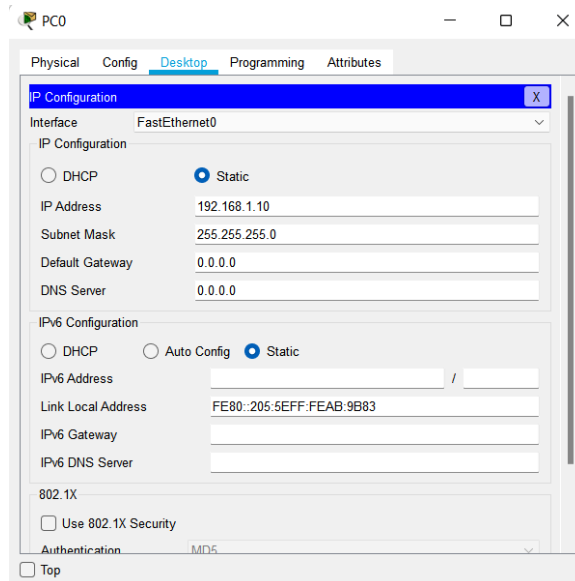 PC0
Physical Config Desktop Programming Attributes
IP Configuration X
Interface FastEthernet0
IP Configuration
DHCP Static
IP Address 192.168.1.10
Subnet Mask 255.255.255.0
Default Gateway 0.0.0.0
DNS Server 0.0.0.0
IPv6 Configuration
DHCP Auto Config Static
IPv6 Address /
Link Local Address FE80::205:5EFF:FEAB:9B83
IPv6 Gateway
IPv6 DNS Server
802.1X
Use 802.1X Security
Authentication MD5
Top